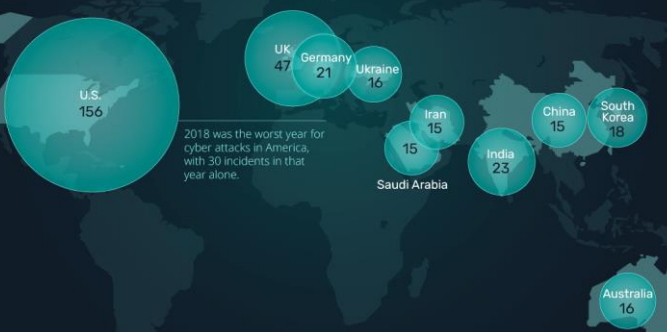 U.S.
156
UK
47
Germany
21
Ukraine
16
2018 was the worst year for
cyber attacks in America,
with 30 incidents in that
year alone.
Iran
15
15
Saudi Arabia
India
23
China
15
South
Korea
18
Australia
16